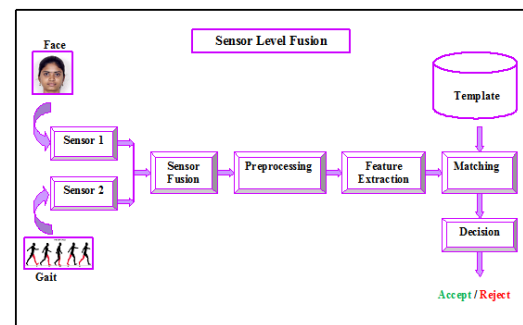 Sensor Level Fusion
Face
Template
Sensor 1
Sensor 2
Sensor
Fusion
Preprocessing
Feature
Extraction
Matching
Decision
Gait
Accept / Reject